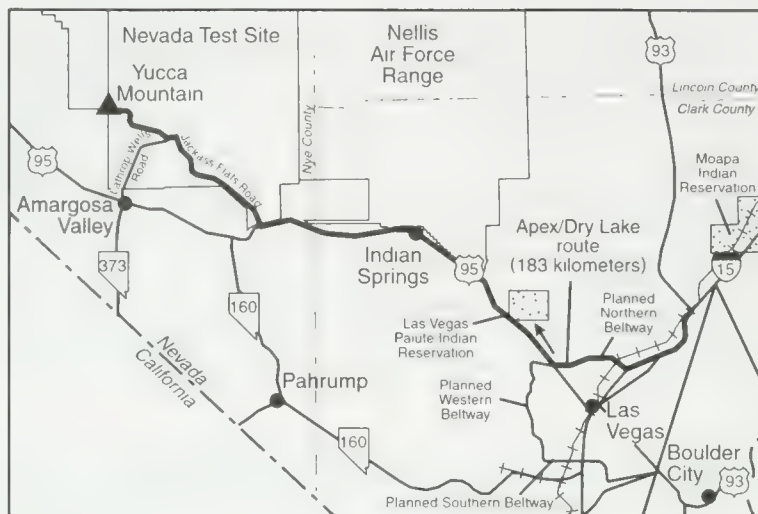 Nevada Test Site
Nellis
Air Force
Range
93
Yucca
Mountain
Lincoln County
Clark County
Moapa
Indian
Reservation
95
Lathrop Wells
Road
Jackass Flats Road
Nye County
Amargosa
Valley
Indian
Springs
95
Apex/Dry Lake
route
(183 kilometers)
15
373
160
Las Vegas
Paiute Indian
Reservation
Planned
Northern
Beltway
Nevada
California
Pahrump
Planned
Western
Beltway
Las
Vegas
160
Boulder
City
93
Planned Southern Beltway